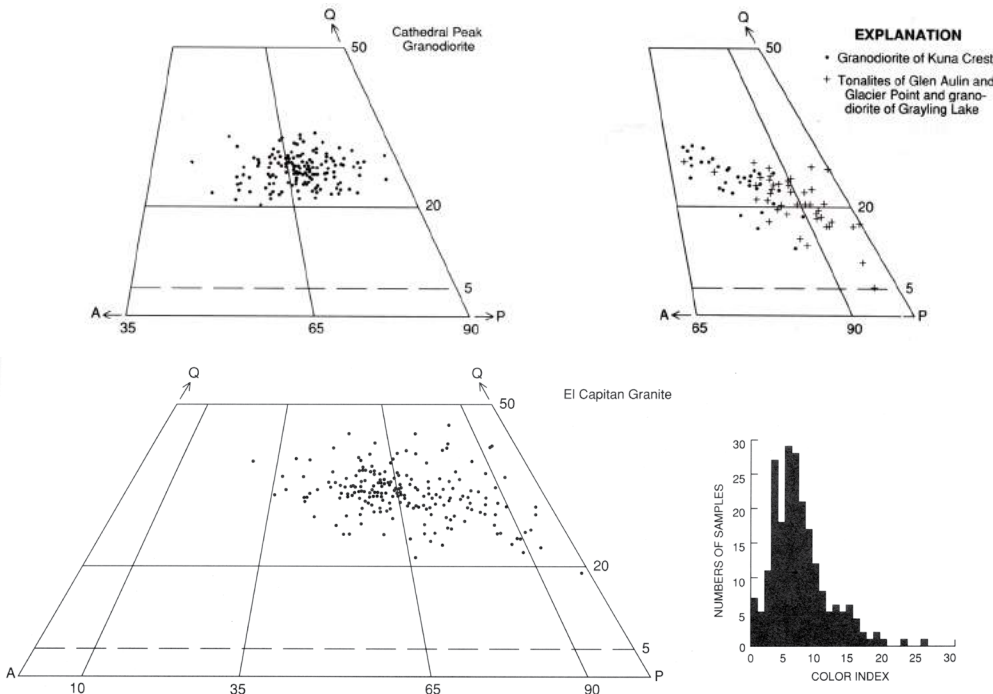 Q
Cathedral Peak
Granodiorite
50
20
5
A
P
35
65
90
Q
50
EXPLANATION
• Granodiorite of Kuna Crest
+ Tonalites of Glen Aulin and
Glacier Point and grano-
diorite of Grayling Lake
20
5
A
P
65
90
Q
Q
El Capitan Granite
50
20
5
A
P
10
35
65
90
30
25
20
15
10
5
0
NUMBERS OF SAMPLES
0 5 10 15 20 25 30
COLOR INDEX